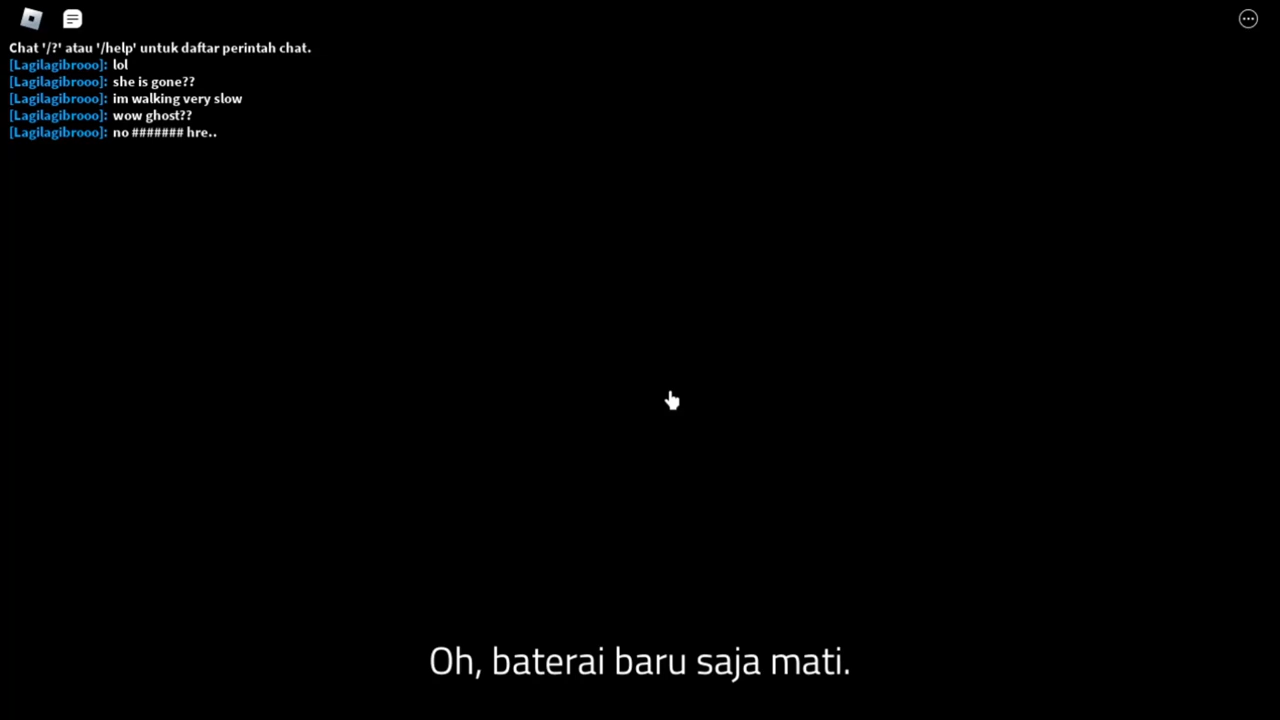 Chat '/?' atau '/help' untuk daftar perintah chat.
[Lagilagibrooo]: lol
[Lagilagibrooo]: she is gone??
[Lagilagibrooo]: im walking very slow
[Lagilagibrooo]: wow ghost??
[Lagilagibrooo]: no ####### hre..
Oh, baterai baru saja mati.